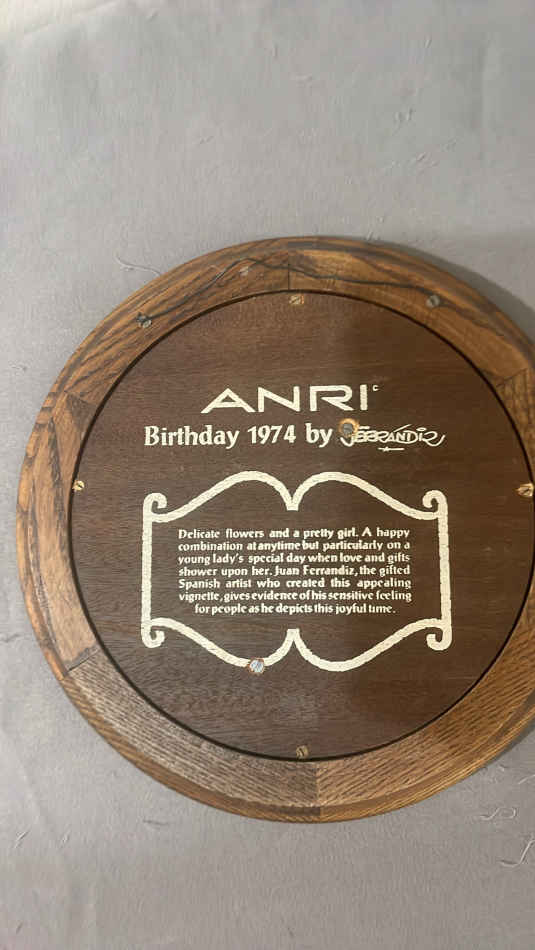 ANRI©
Birthday 1974 by FERRANDIZ
Delicate flowers and a pretty girl. A happy
combination at anytime but particularly on a
young lady's special day when love and gifts
shower upon her. Juan Ferrandiz, the gifted
Spanish artist who created this appealing
vignette, gives evidence of his sensitive feeling
for people as he depicts this joyful time.